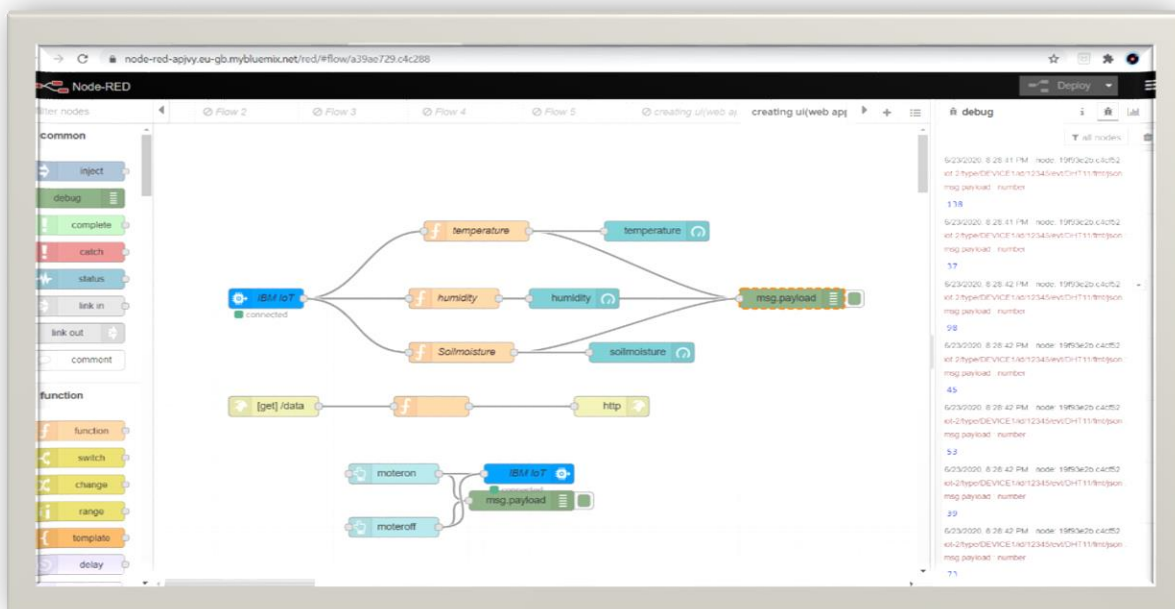 node-red-apjvy.eu-gb.mybluemix.net/red/#flow/a39ae729.c4c288
Node-RED
Deploy
filter nodes
Flow 2
Flow 3
Flow 4
Flow 5
creating ui(web ap
creating ui(web app
debug
i
all nodes
common
inject
debug
complete
catch
status
link in
link out
comment
function
function
switch
change
range
template
delay
temperature
temperature
IBM IoT
connected
humidity
humidity
msg.payload
Soilmoisture
soilmoisture
[get] /data
http
moteron
IBM IoT
connected
msg.payload
moteroff
6/23/2020, 8:28:41 PM node: 19f93e2b.c4cf52
iot-2/type/DEVICE1/id/12345/evt/DHT11/fmt/json :
msg.payload : number
138
6/23/2020, 8:28:41 PM node: 19f93e2b.c4cf52
iot-2/type/DEVICE1/id/12345/evt/DHT11/fmt/json :
msg.payload : number
37
6/23/2020, 8:28:42 PM node: 19f93e2b.c4cf52
iot-2/type/DEVICE1/id/12345/evt/DHT11/fmt/json :
msg.payload : number
98
6/23/2020, 8:28:42 PM node: 19f93e2b.c4cf52
iot-2/type/DEVICE1/id/12345/evt/DHT11/fmt/json :
msg.payload : number
45
6/23/2020, 8:28:42 PM node: 19f93e2b.c4cf52
iot-2/type/DEVICE1/id/12345/evt/DHT11/fmt/json :
msg.payload : number
53
6/23/2020, 8:28:42 PM node: 19f93e2b.c4cf52
iot-2/type/DEVICE1/id/12345/evt/DHT11/fmt/json :
msg.payload : number
39
6/23/2020, 8:28:42 PM node: 19f93e2b.c4cf52
iot-2/type/DEVICE1/id/12345/evt/DHT11/fmt/json :
msg.payload : number
73